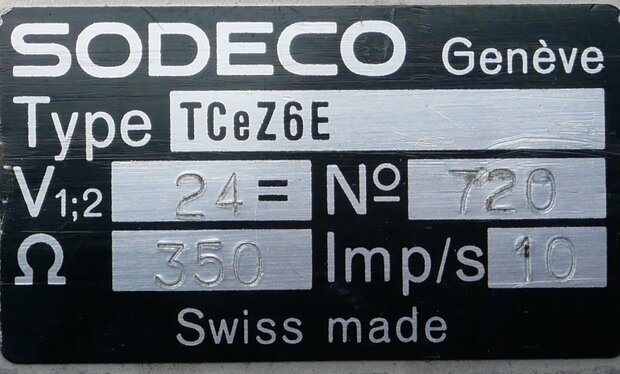 SODECO Genève
Type TCeZ6E
V1;2 24= Nº 720
Ω 350 Imp/s 10
Swiss made